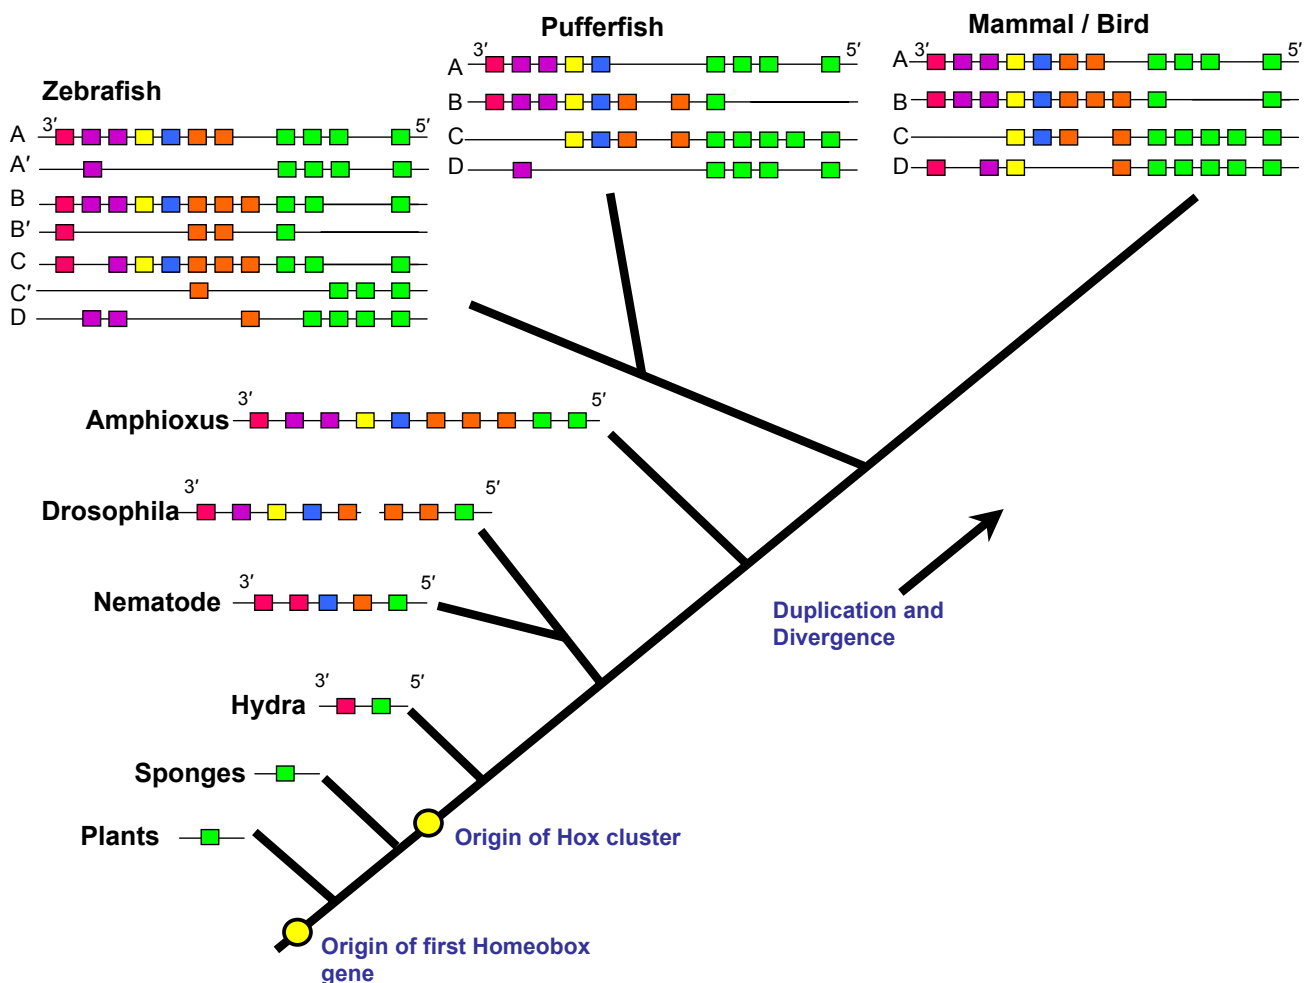 Mammal / Bird
Pufferfish
3′ 5′
A
B
C
D
3′ 5′
A
B
C
D
Zebrafish
3′ 5′
A
A′
B
B′
C
C′
D
3′ 5′
Amphioxus
3′ 5′
Drosophila
3′ 5′
Nematode
Duplication and
Divergence
3′ 5′
Hydra
Sponges
Plants
Origin of Hox cluster
Origin of first Homeobox
gene